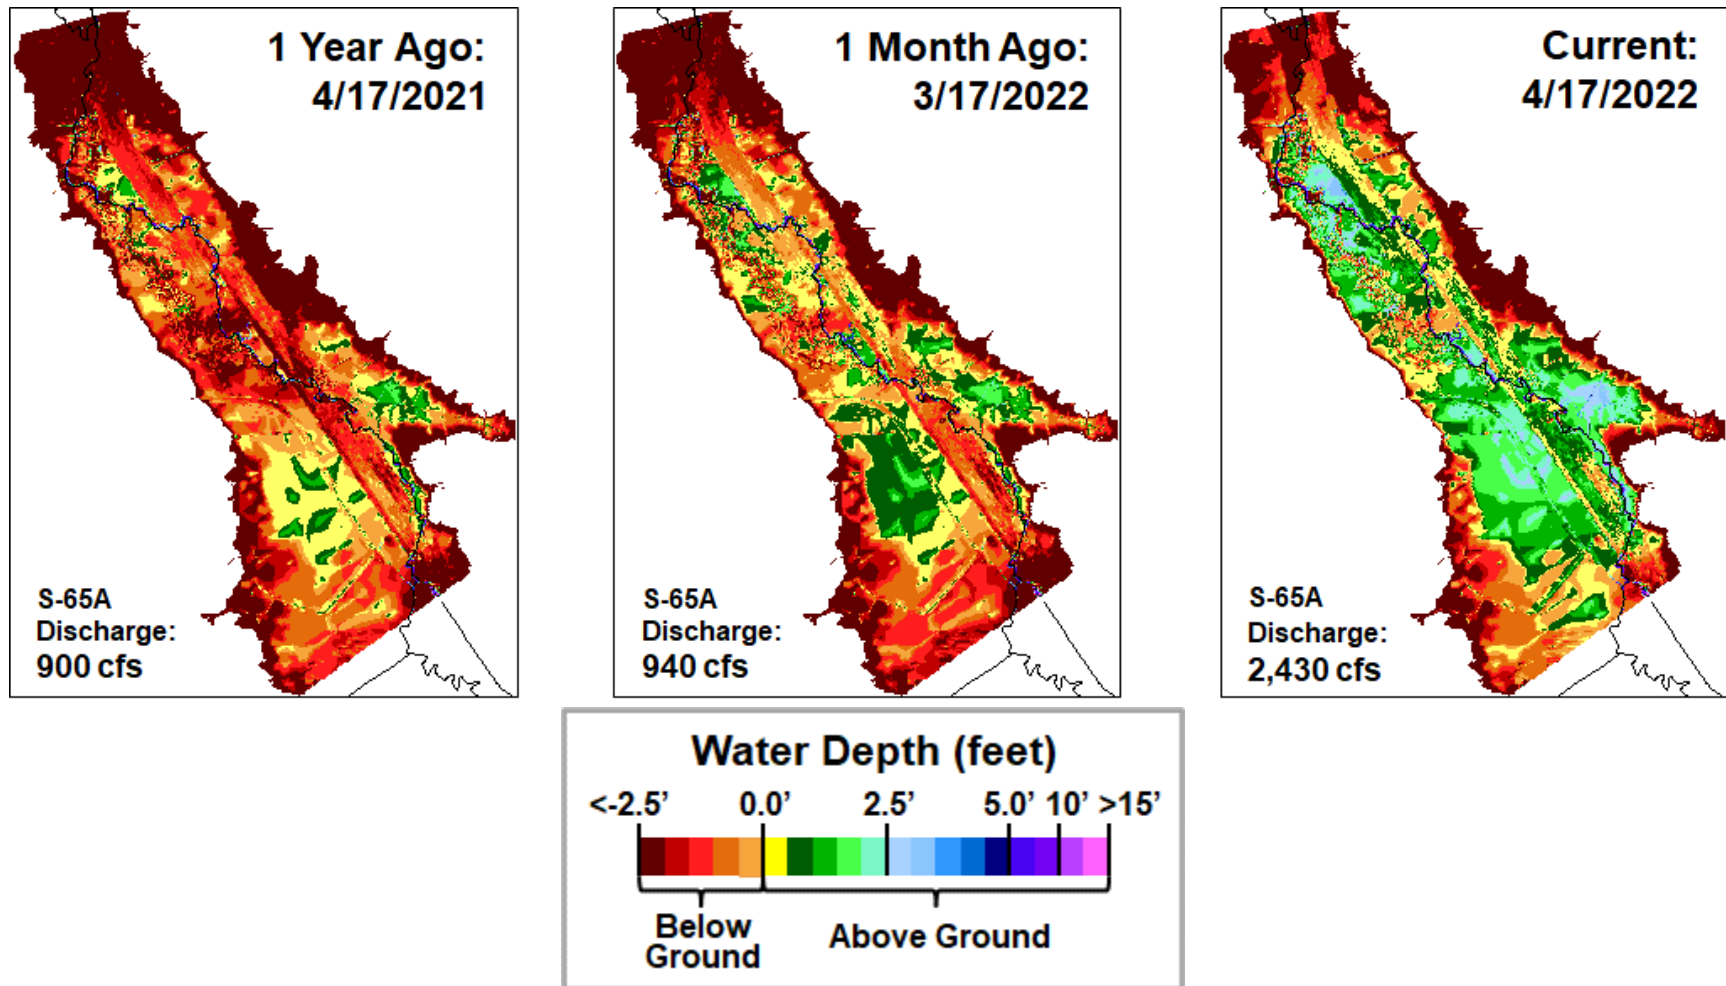 1 Year Ago:
4/17/2021
S-65A
Discharge:
900 cfs
1 Month Ago:
3/17/2022
S-65A
Discharge:
940 cfs
Current:
4/17/2022
S-65A
Discharge:
2,430 cfs
Water Depth (feet)
<-2.5’ 0.0’ 2.5’ 5.0’ 10’ >15’
Below
Ground
Above Ground